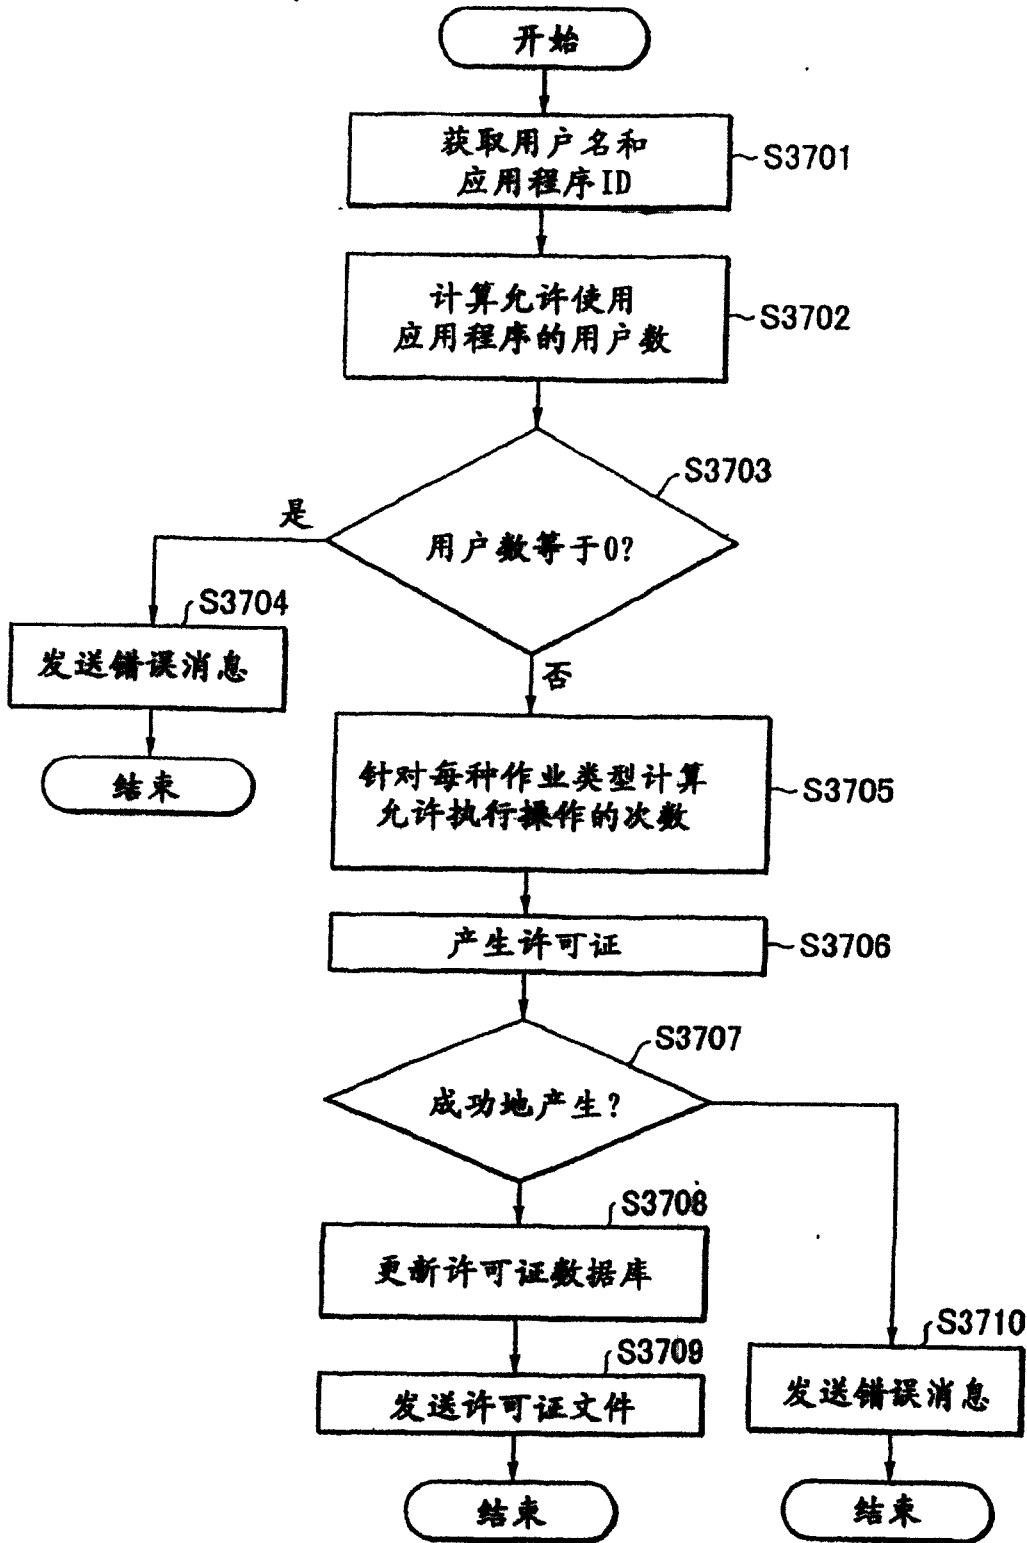 开始
获取用户名和
应用程序ID
S3701
计算允许使用
应用程序的用户数
S3702
S3703
用户数等于0?
是
S3704
发送错误消息
结束
否
针对每种作业类型计算
允许执行操作的次数
S3705
产生许可证
S3706
S3707
成功地产生?
S3708
更新许可证数据库
S3709
发送许可证文件
结束
S3710
发送错误消息
结束